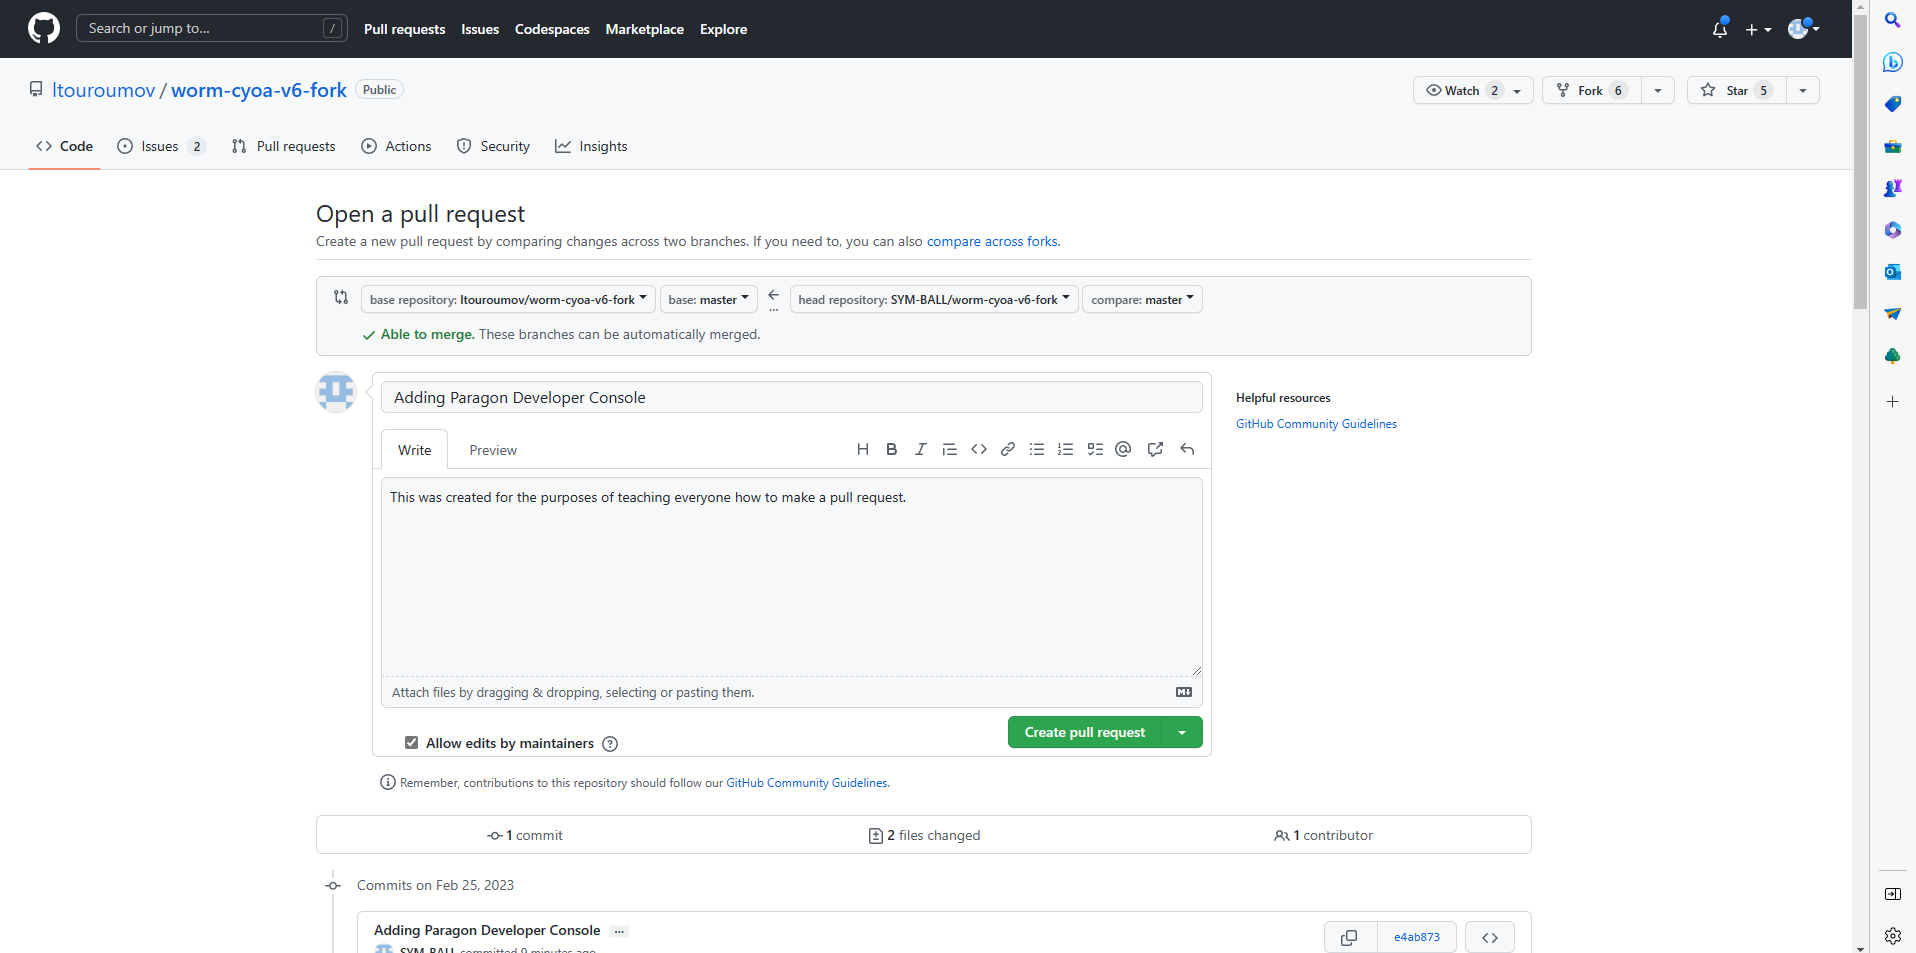 Search or jump to... /
Pull requests Issues Codespaces Marketplace Explore
ltouroumov / worm-cyoa-v6-fork Public
Watch 2 Fork 6 Star 5
Code Issues 2 Pull requests Actions Security Insights
Open a pull request
Create a new pull request by comparing changes across two branches. If you need to, you can also compare across forks.
base repository: ltouroumov/worm-cyoa-v6-fork base: master ... head repository: SYM-BALL/worm-cyoa-v6-fork compare: master
Able to merge. These branches can be automatically merged.
Adding Paragon Developer Console
Helpful resources
GitHub Community Guidelines
Write Preview
This was created for the purposes of teaching everyone how to make a pull request.
Attach files by dragging & dropping, selecting or pasting them.
Create pull request
Allow edits by maintainers
Remember, contributions to this repository should follow our GitHub Community Guidelines.
1 commit 2 files changed 1 contributor
Commits on Feb 25, 2023
Adding Paragon Developer Console ...
e4ab873
SYM-BALL committed 9 minutes ago